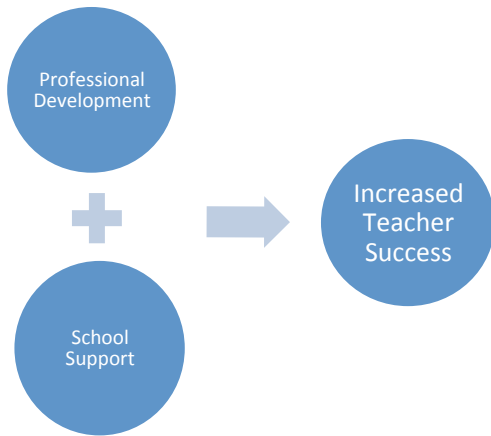 Professional
Development
School
Support
Increased
Teacher
Success